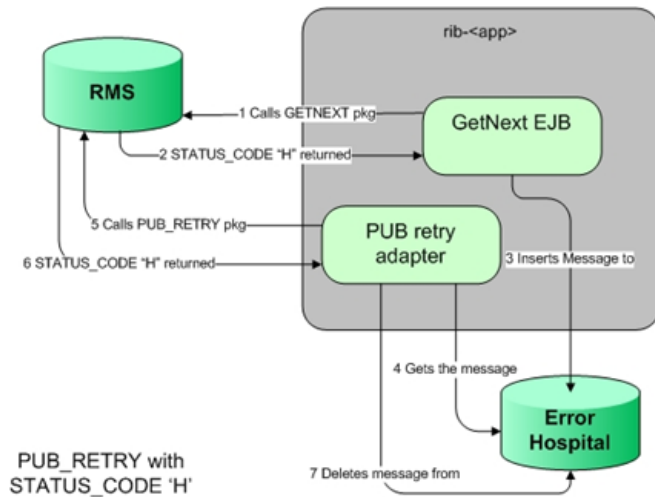 rib-<app>
RMS
1 Calls GETNEXT pkg
GetNext EJB
2 STATUS_CODE "H" returned
5 Calls PUB_RETRY pkg
PUB retry
adapter
6 STATUS_CODE "H" returned
3 Inserts Message to
4 Gets the message
Error
Hospital
PUB_RETRY with
STATUS_CODE 'H'
7 Deletes message from